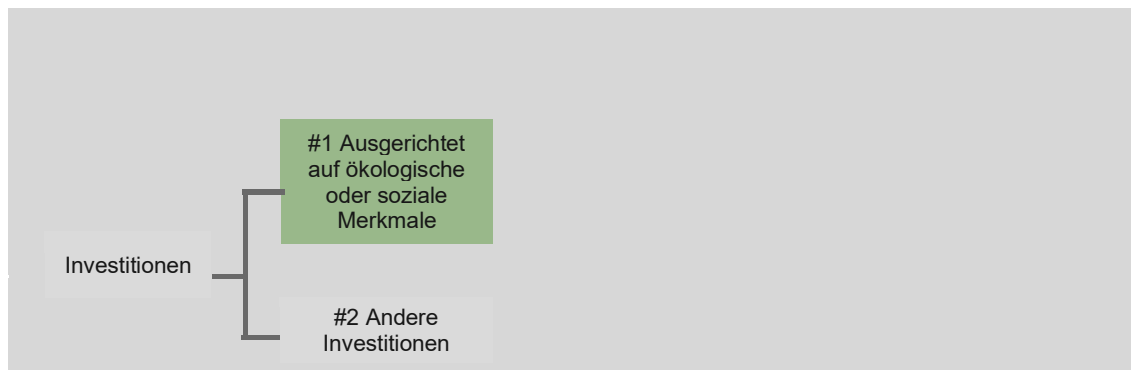 #1 Ausgerichtet
auf ökologische
oder soziale
Merkmale
Investitionen
#2 Andere
Investitionen